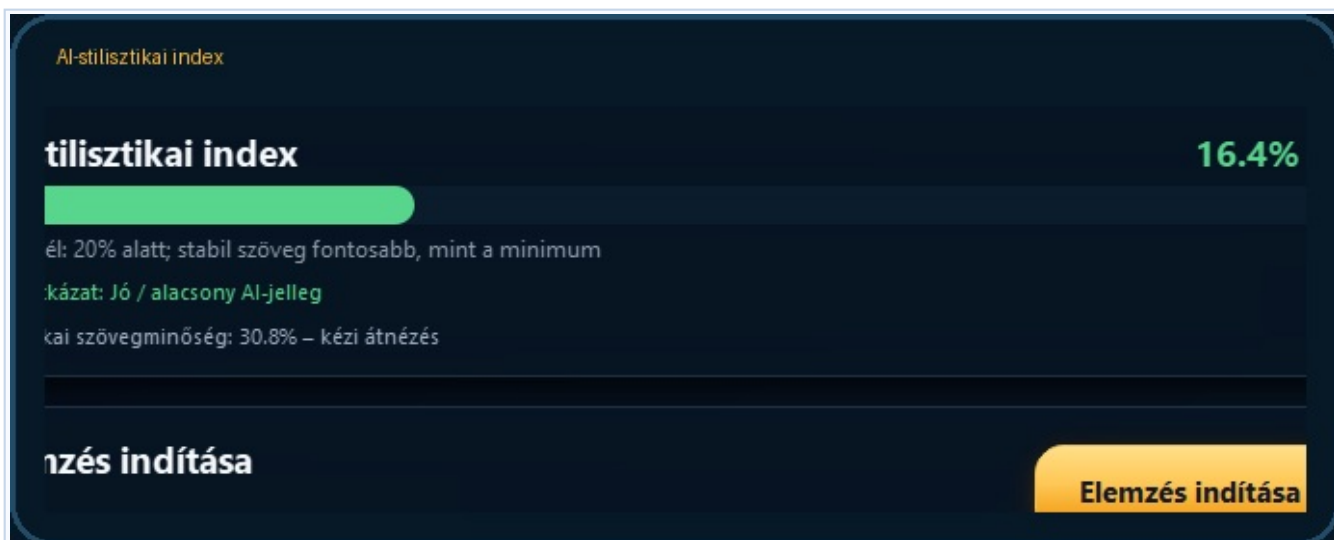 AI-stilisztikai index
tilisztikai index
16.4%
él: 20% alatt; stabil szöveg fontosabb, mint a minimum
kázat: Jó / alacsony AI-jelleg
kai szövegminőség: 30.8% – kézi átnézés
nzés indítása
Elemzés indítása